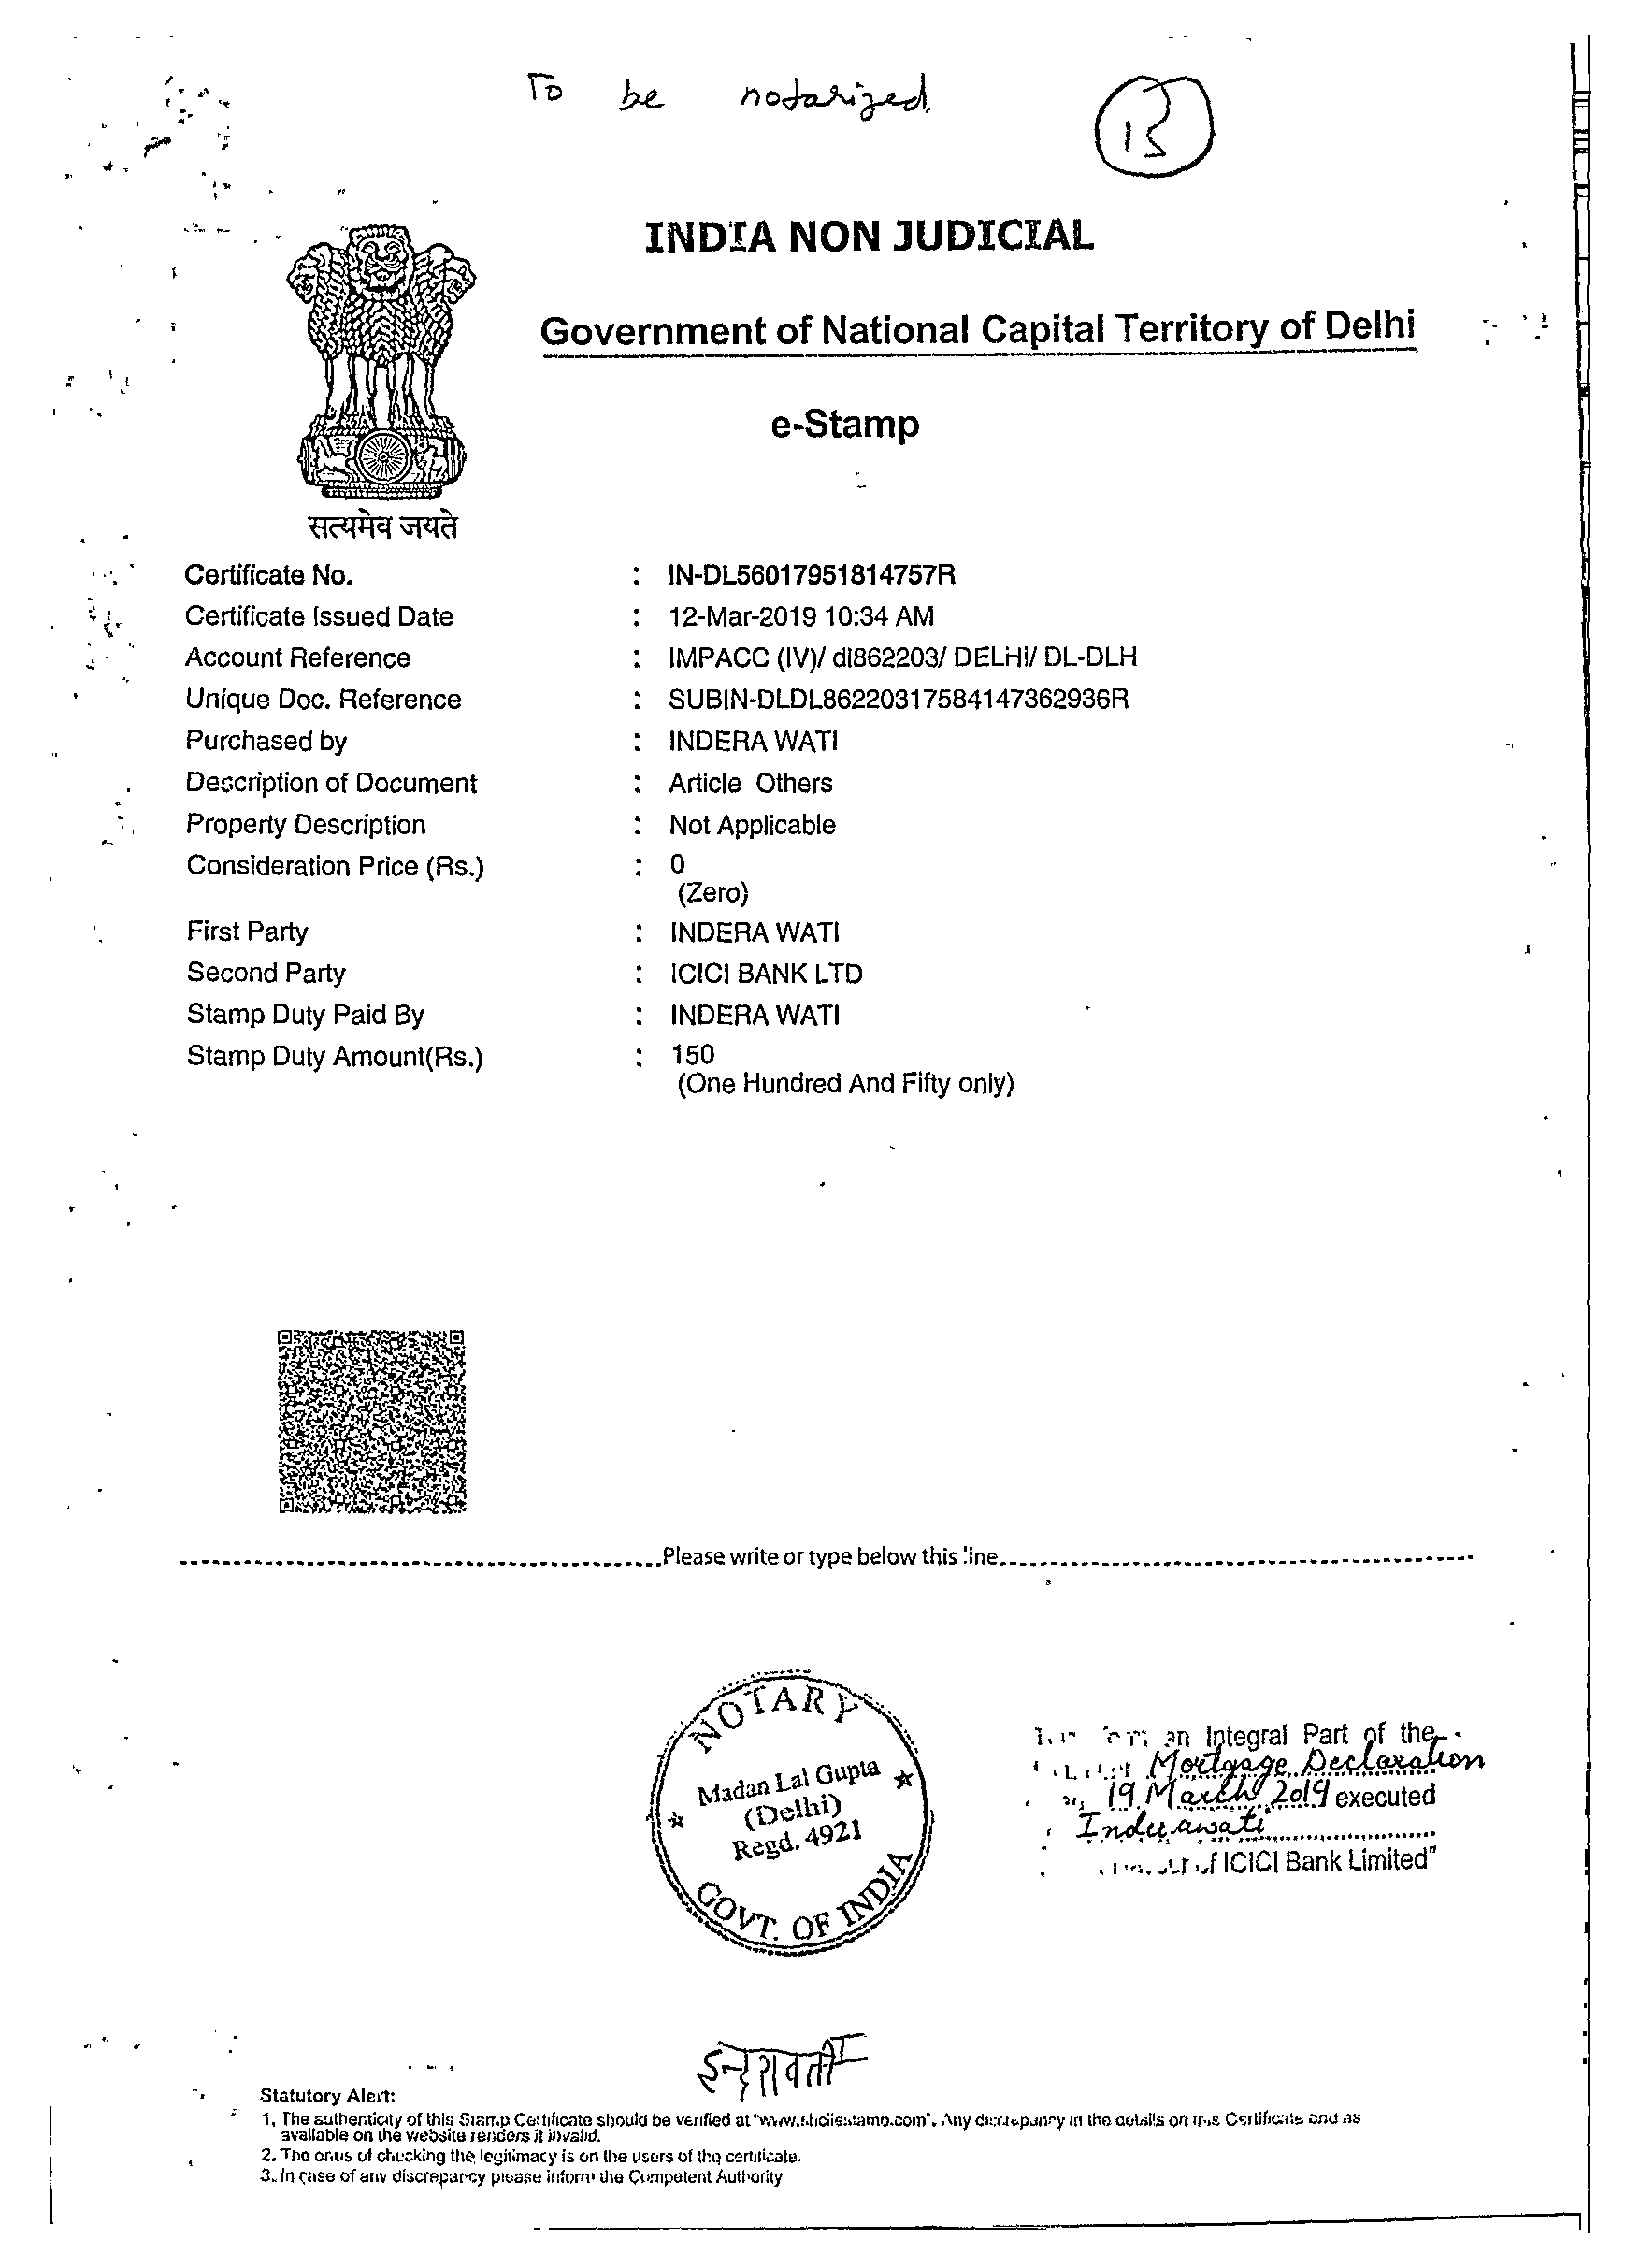 To be notarized
13
INDIA NON JUDICIAL
Government of National Capital Territory of Delhi
e-Stamp
सत्यमेव जयते
Certificate No. : IN-DL56017951814757R
Certificate Issued Date : 12-Mar-2019 10:34 AM
Account Reference : IMPACC (IV)/ dl862203/ DELHI/ DL-DLH
Unique Doc. Reference : SUBIN-DLDL86220317584147362936R
Purchased by : INDERA WATI
Description of Document : Article Others
Property Description : Not Applicable
Consideration Price (Rs.) : 0
(Zero)
First Party : INDERA WATI
Second Party : ICICI BANK LTD
Stamp Duty Paid By : INDERA WATI
Stamp Duty Amount(Rs.) : 150
(One Hundred And Fifty only)
Please write or type below this line
NOTARY
Madan Lal Gupta
(Delhi)
Regd. 4921
GOVT. OF INDIA
an Integral Part of the
Mortgage Declaration
19 March 2019 executed
Inderawati
of ICICI Bank Limited"
इन्द्रावती
Statutory Alert:
1. The authenticity of this Stamp Certificate should be verified at "www.shcilestamp.com". Any discrepancy in the details on this Certificate and as
available on the website renders it invalid.
2. The onus of checking the legitimacy is on the users of the certificate.
3. In case of any discrepancy please inform the Competent Authority.